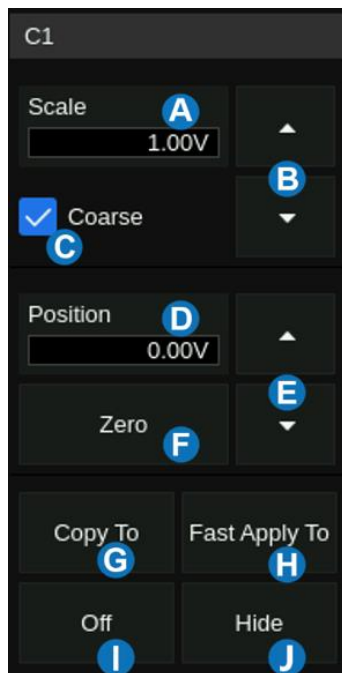 C1
Scale
A
1.00V
B
Coarse
C
Position
D
0.00V
E
Zero
F
Copy To
G
Fast Apply To
H
Off
I
Hide
J